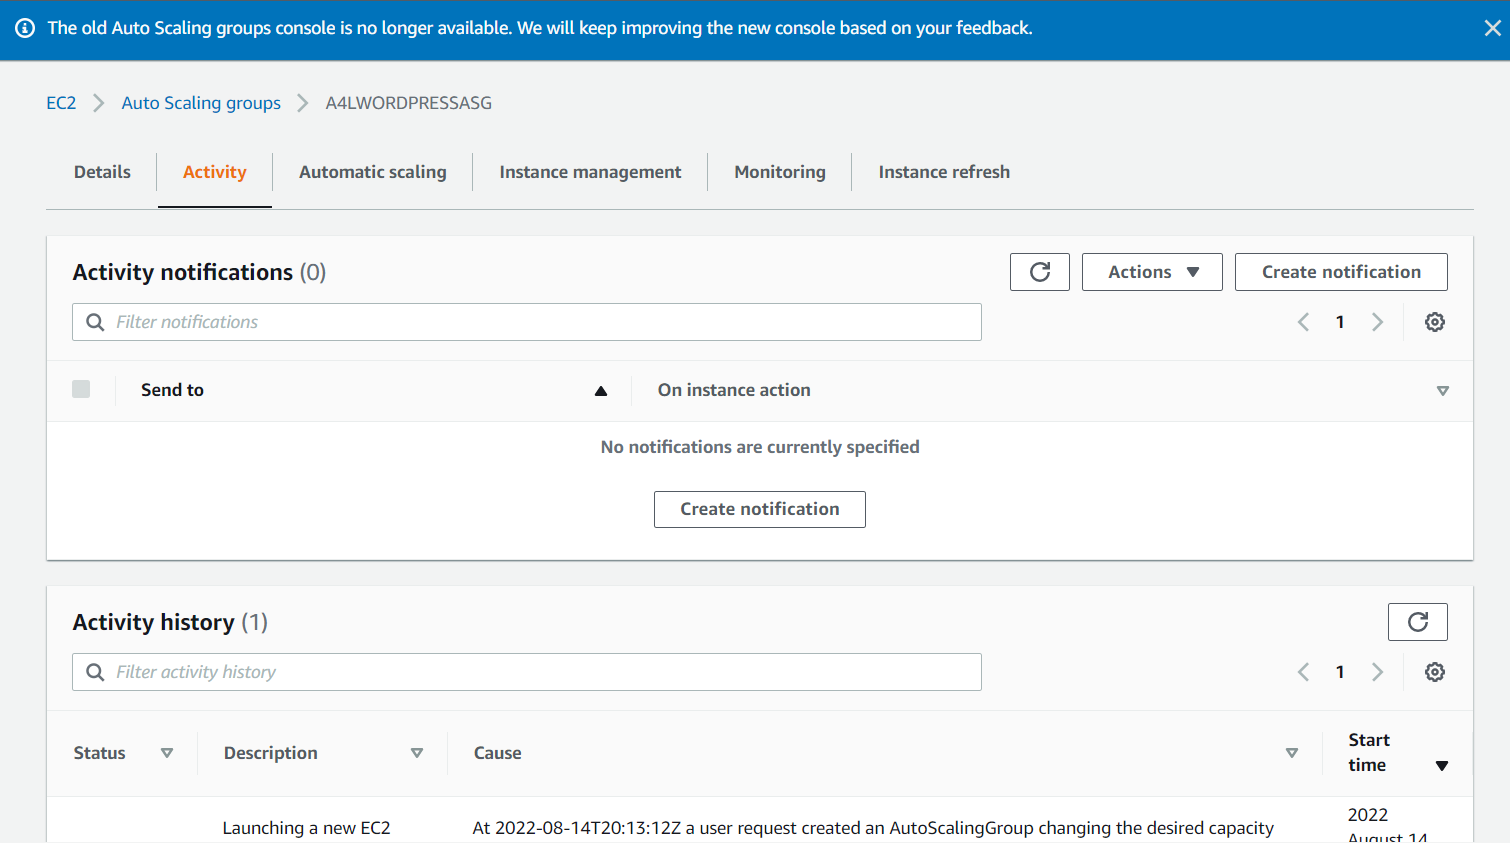 The old Auto Scaling groups console is no longer available. We will keep improving the new console based on your feedback.
EC2 > Auto Scaling groups > A4LWORDPRESSASG
Details Activity Automatic scaling Instance management Monitoring Instance refresh
Activity notifications (0) Actions Create notification
Filter notifications 1
Send to On instance action
No notifications are currently specified
Create notification
Activity history (1)
Filter activity history 1
Status Description Cause Start time
Launching a new EC2 At 2022-08-14T20:13:12Z a user request created an AutoScalingGroup changing the desired capacity 2022
August 14